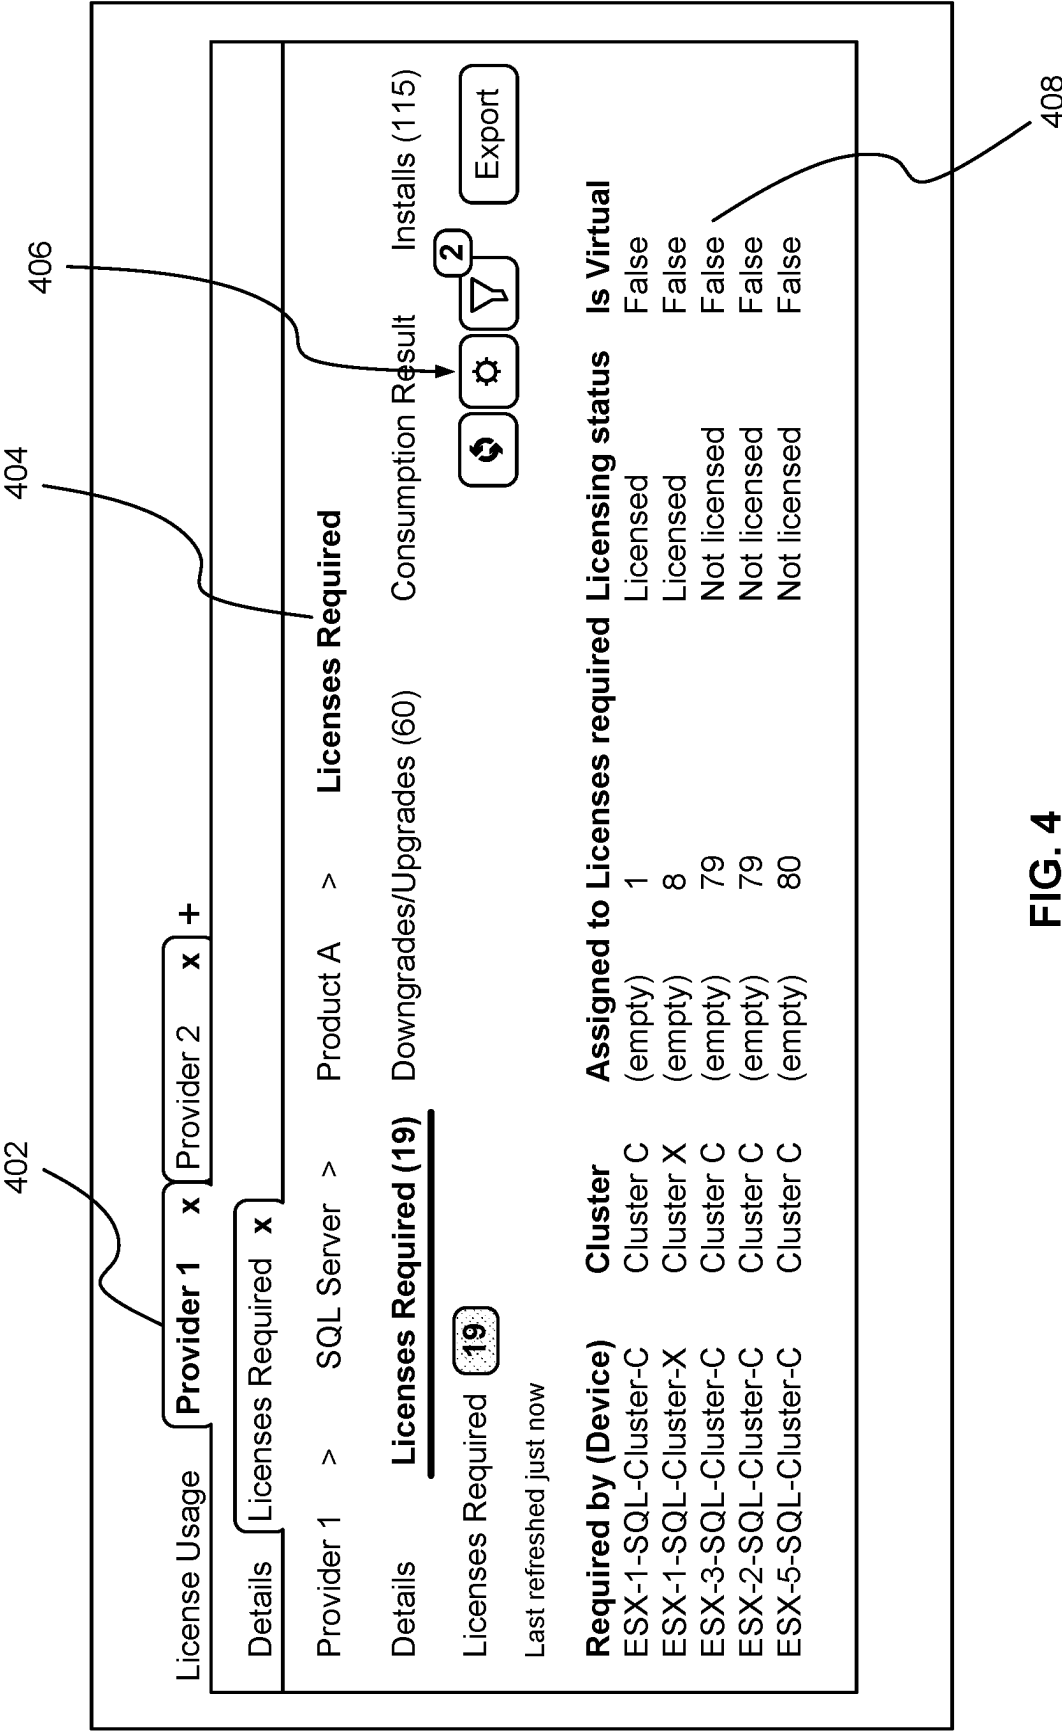 402
404
406
License Usage Provider 1 x Provider 2 x +
Details Licenses Required x
Provider 1 > SQL Server > Product A > Licenses Required
Details Licenses Required (19) Downgrades/Upgrades (60) Consumption Result Installs (115)
Licenses Required 19 2 Export
Last refreshed just now
Required by (Device) Cluster Assigned to Licenses required Licensing status Is Virtual
ESX-1-SQL-Cluster-C Cluster C (empty) 1 Licensed False
ESX-1-SQL-Cluster-X Cluster X (empty) 8 Licensed False
ESX-3-SQL-Cluster-C Cluster C (empty) 79 Not licensed False
ESX-2-SQL-Cluster-C Cluster C (empty) 79 Not licensed False
ESX-5-SQL-Cluster-C Cluster C (empty) 80 Not licensed False
408
FIG. 4